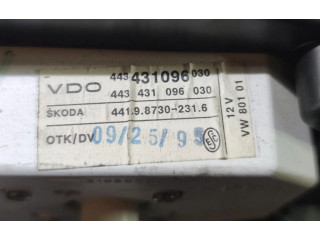 VDO 443 431096 030
443 431 096 030
ŠKODA 441.9.8730-231.6
OTK/DV 09/25/95
12 V
VW 801 01